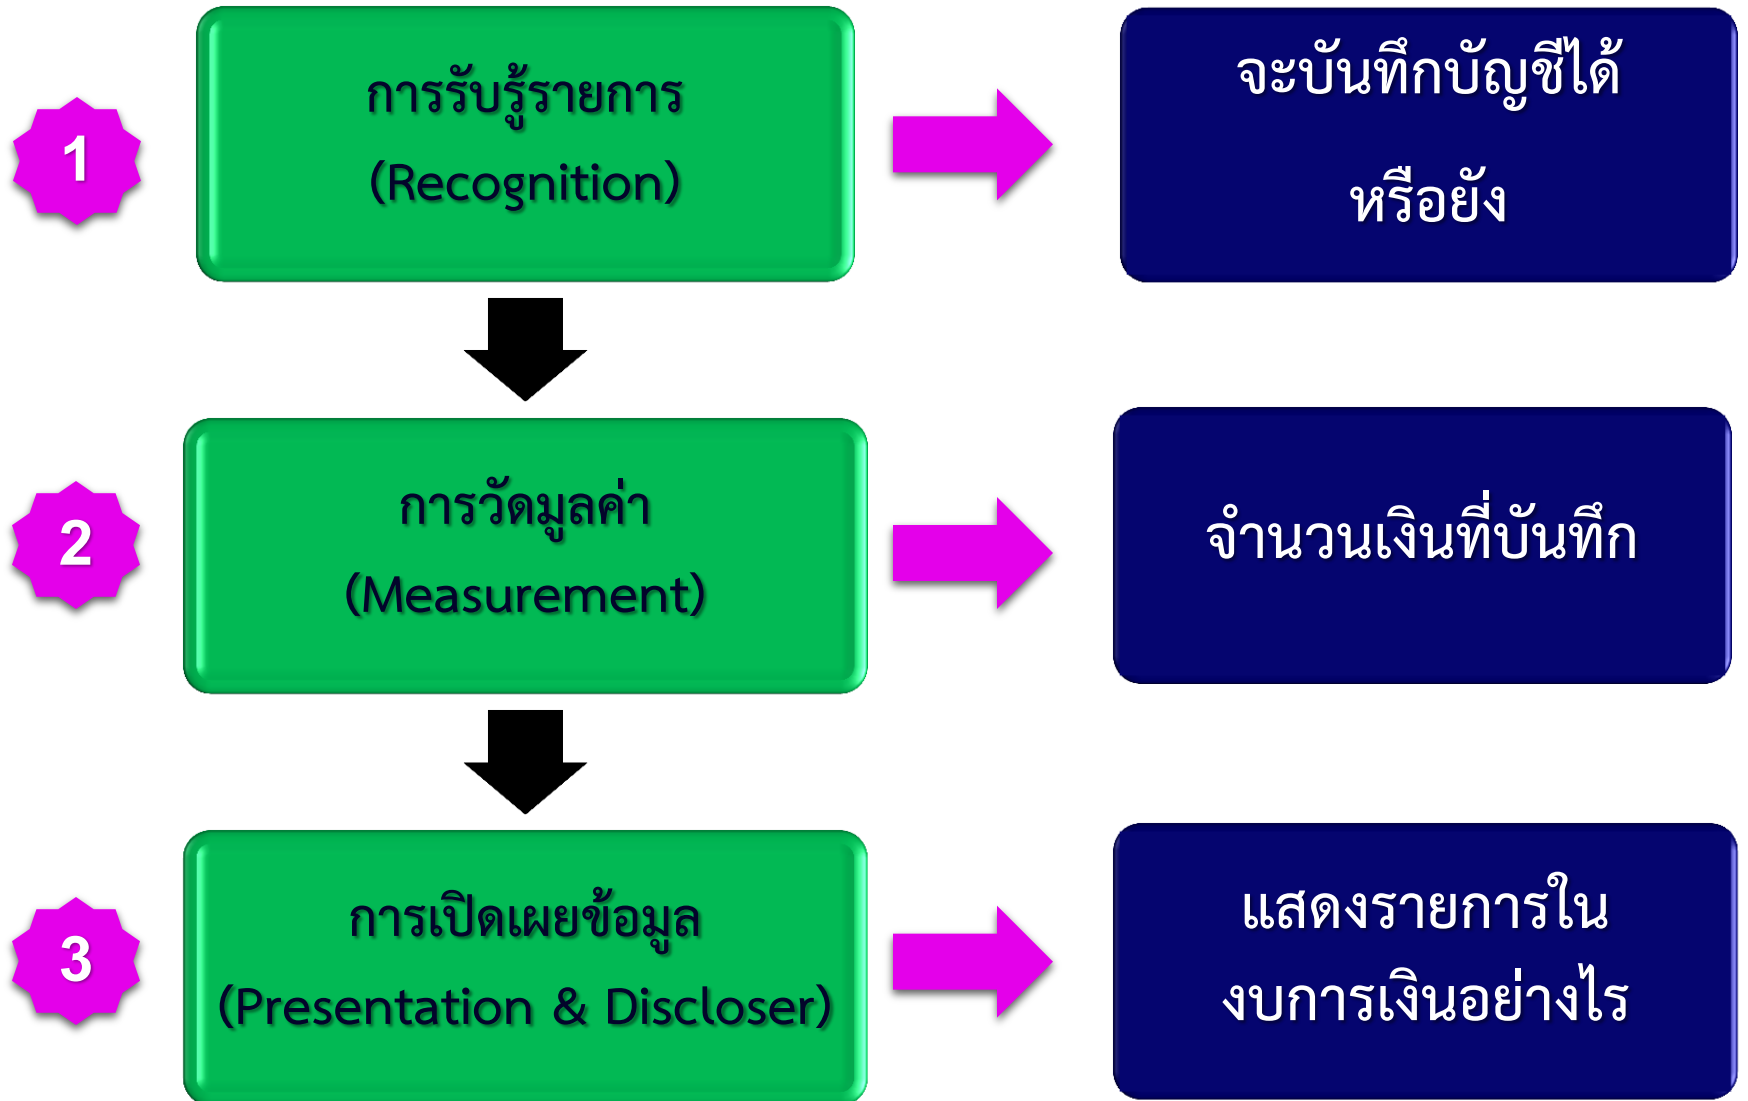 1
การรับรู้รายการ
(Recognition)
จะบันทึกบัญชีได้
หรือยัง
2
การวัดมูลค่า
(Measurement)
จำนวนเงินที่บันทึก
3
การเปิดเผยข้อมูล
(Presentation & Discloser)
แสดงรายการใน
งบการเงินอย่างไร